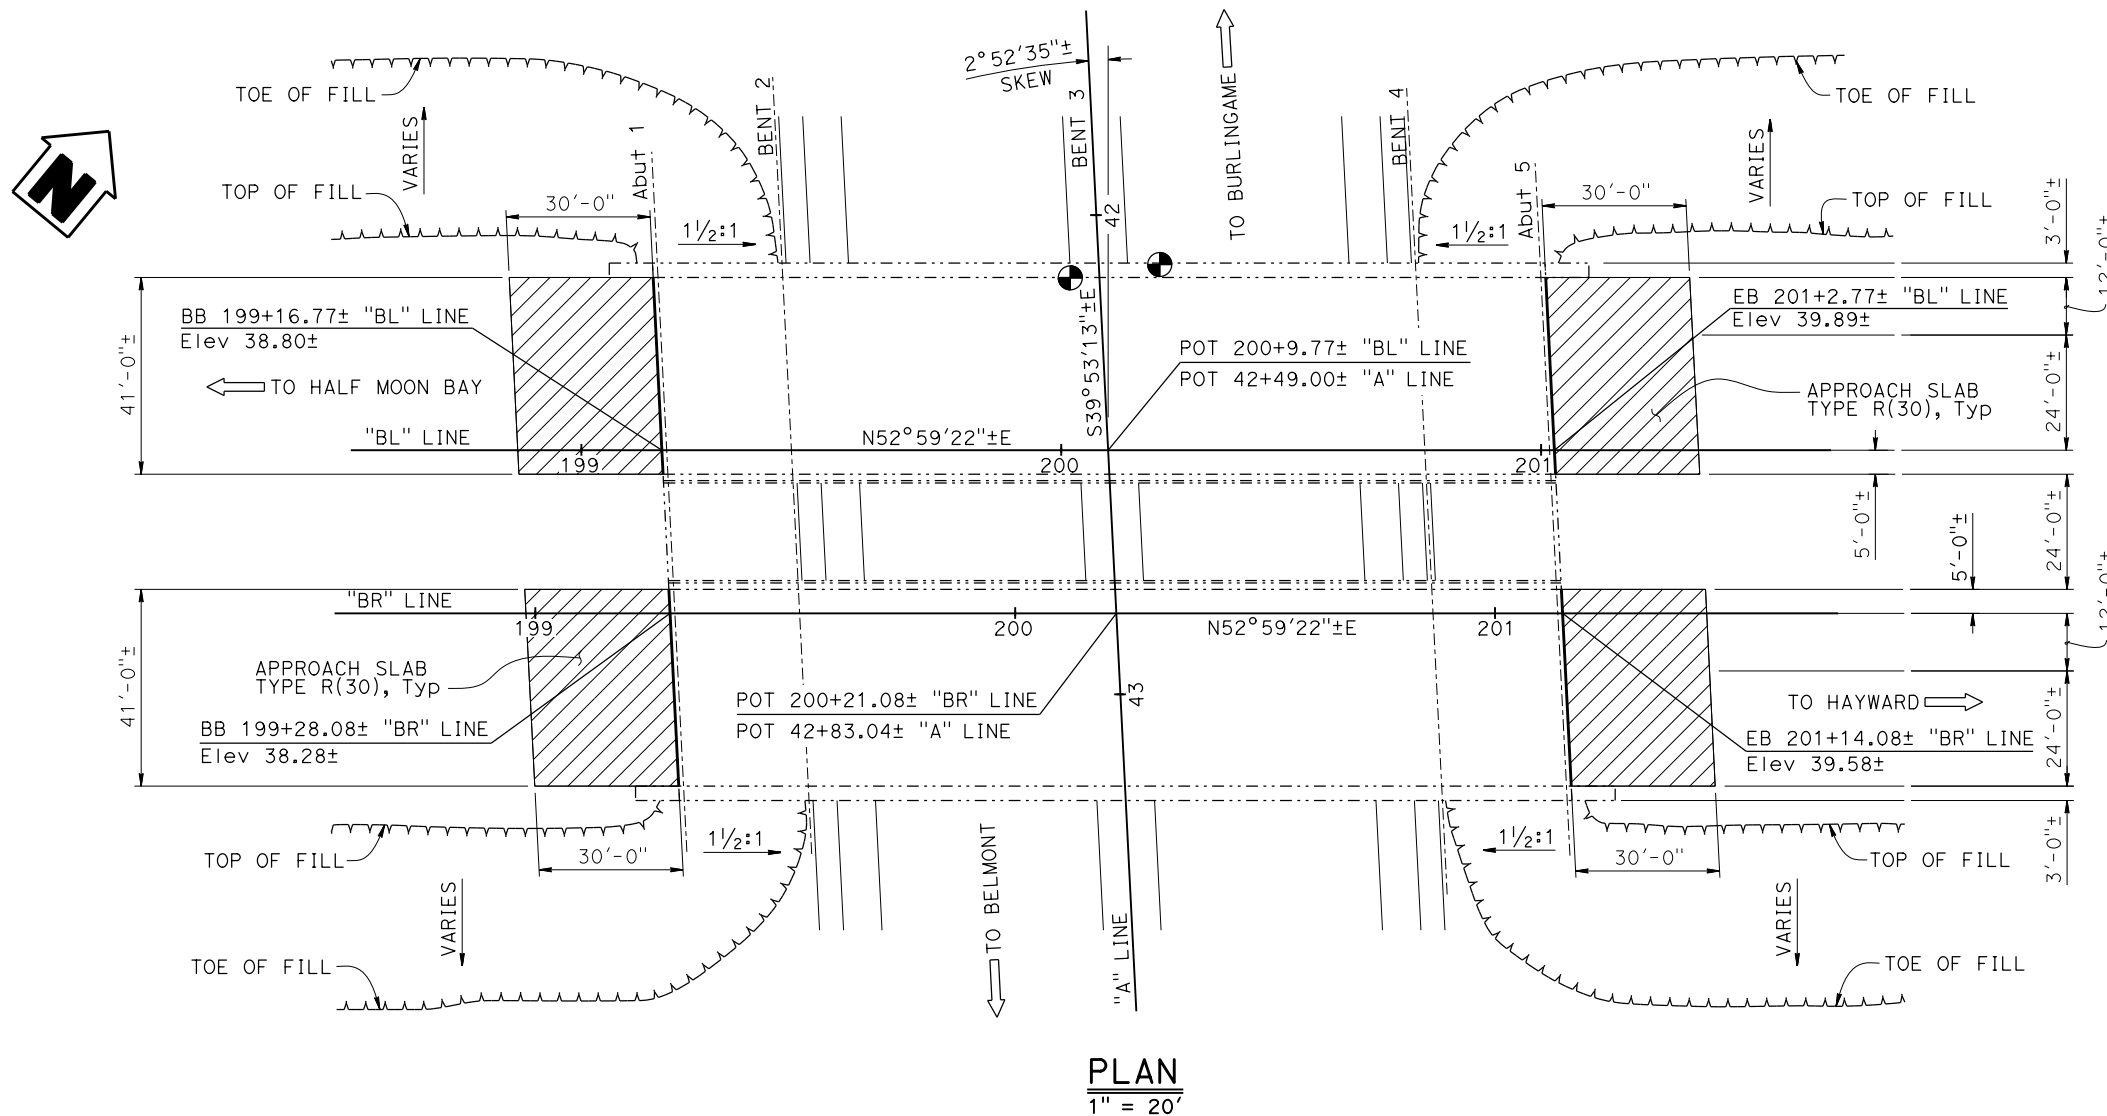 2°52'35"±
SKEW
TOE OF FILL
VARIES
TOP OF FILL
30'-0"
Abut 1
BENT 2
1½:1
BENT 3
42
TO BURLINGAME
BENT 4
1½:1
Abut 5
30'-0"
TOE OF FILL
VARIES
TOP OF FILL
3'-0"±
12'-0"±
24'-0"±
N
41'-0"±
BB 199+16.77± "BL" LINE
Elev 38.80±
TO HALF MOON BAY
"BL" LINE
199
N52°59'22"±E
200
S39°53'13"±E
POT 200+9.77± "BL" LINE
POT 42+49.00± "A" LINE
201
EB 201+2.77± "BL" LINE
Elev 39.89±
APPROACH SLAB
TYPE R(30), Typ
5'-0"±
24'-0"±
5'-0"±
12'-0"±
24'-0"±
3'-0"±
41'-0"±
"BR" LINE
199
200
N52°59'22"±E
201
APPROACH SLAB
TYPE R(30), Typ
BB 199+28.08± "BR" LINE
Elev 38.28±
POT 200+21.08± "BR" LINE
POT 42+83.04± "A" LINE
43
TO HAYWARD
EB 201+14.08± "BR" LINE
Elev 39.58±
TOP OF FILL
30'-0"
1½:1
VARIES
TOE OF FILL
TO BELMONT
"A" LINE
1½:1
30'-0"
TOP OF FILL
VARIES
TOE OF FILL
PLAN
1" = 20'